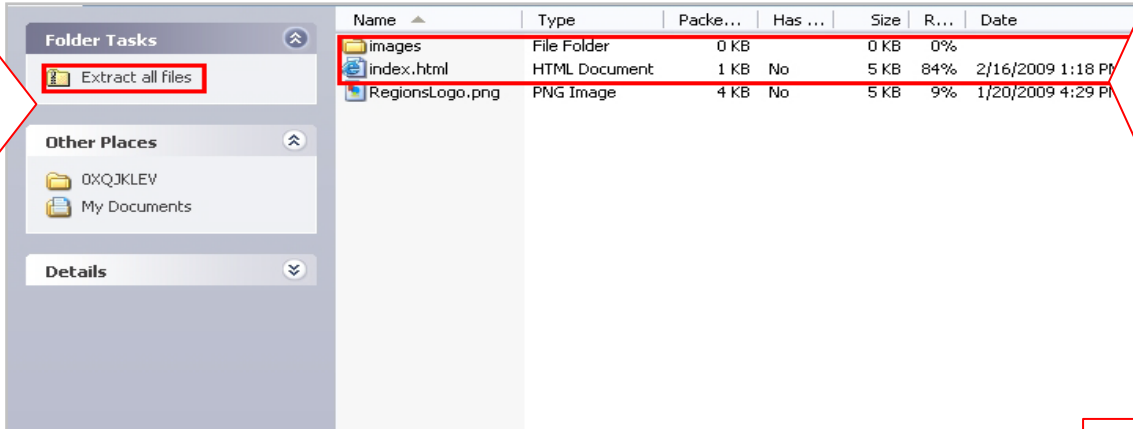 Folder Tasks
Extract all files
Other Places
0XQJKLEV
My Documents
Details
Name Type Packe... Has ... Size R... Date
images File Folder 0 KB 0 KB 0%
index.html HTML Document 1 KB No 5 KB 84% 2/16/2009 1:18 PM
RegionsLogo.png PNG Image 4 KB No 5 KB 9% 1/20/2009 4:29 PM